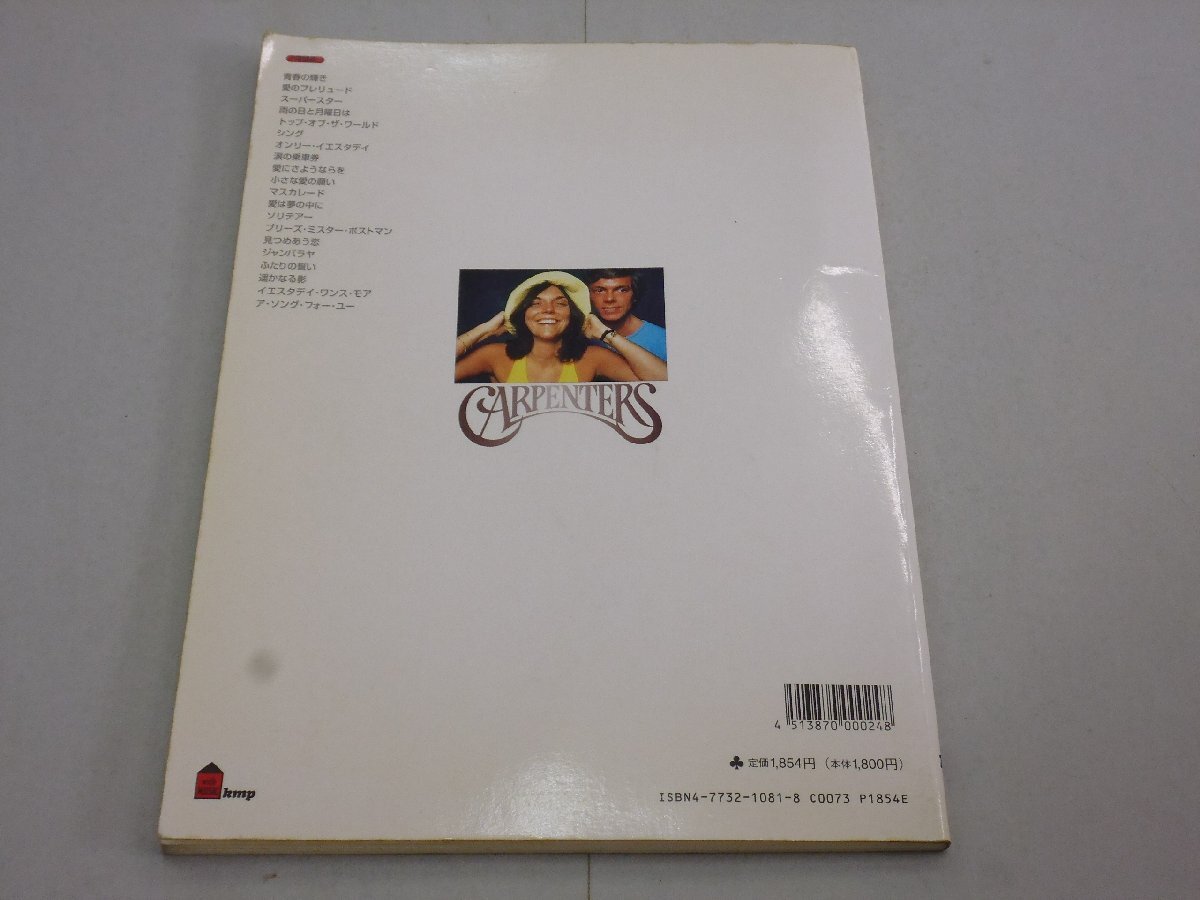 青春の輝き
愛のプレリュード
スーパースター
雨の日と月曜日は
トップ・オブ・ザ・ワールド
シング
オンリー・イエスタデイ
涙の乗車券
愛にさようならを
小さな愛の願い
マスカレード
愛は夢の中に
ソリテアー
プリーズ・ミスター・ポストマン
見つめあう恋
ジャンバラヤ
ふたりの誓い
遥かなる影
イエスタデイ・ワンス・モア
ア・ソング・フォー・ユー
CARPENTERS
4 513870 000248
♣ 定価1,854円 (本体1,800円)
kmp
ISBN4-7732-1081-8 C0073 P1854E